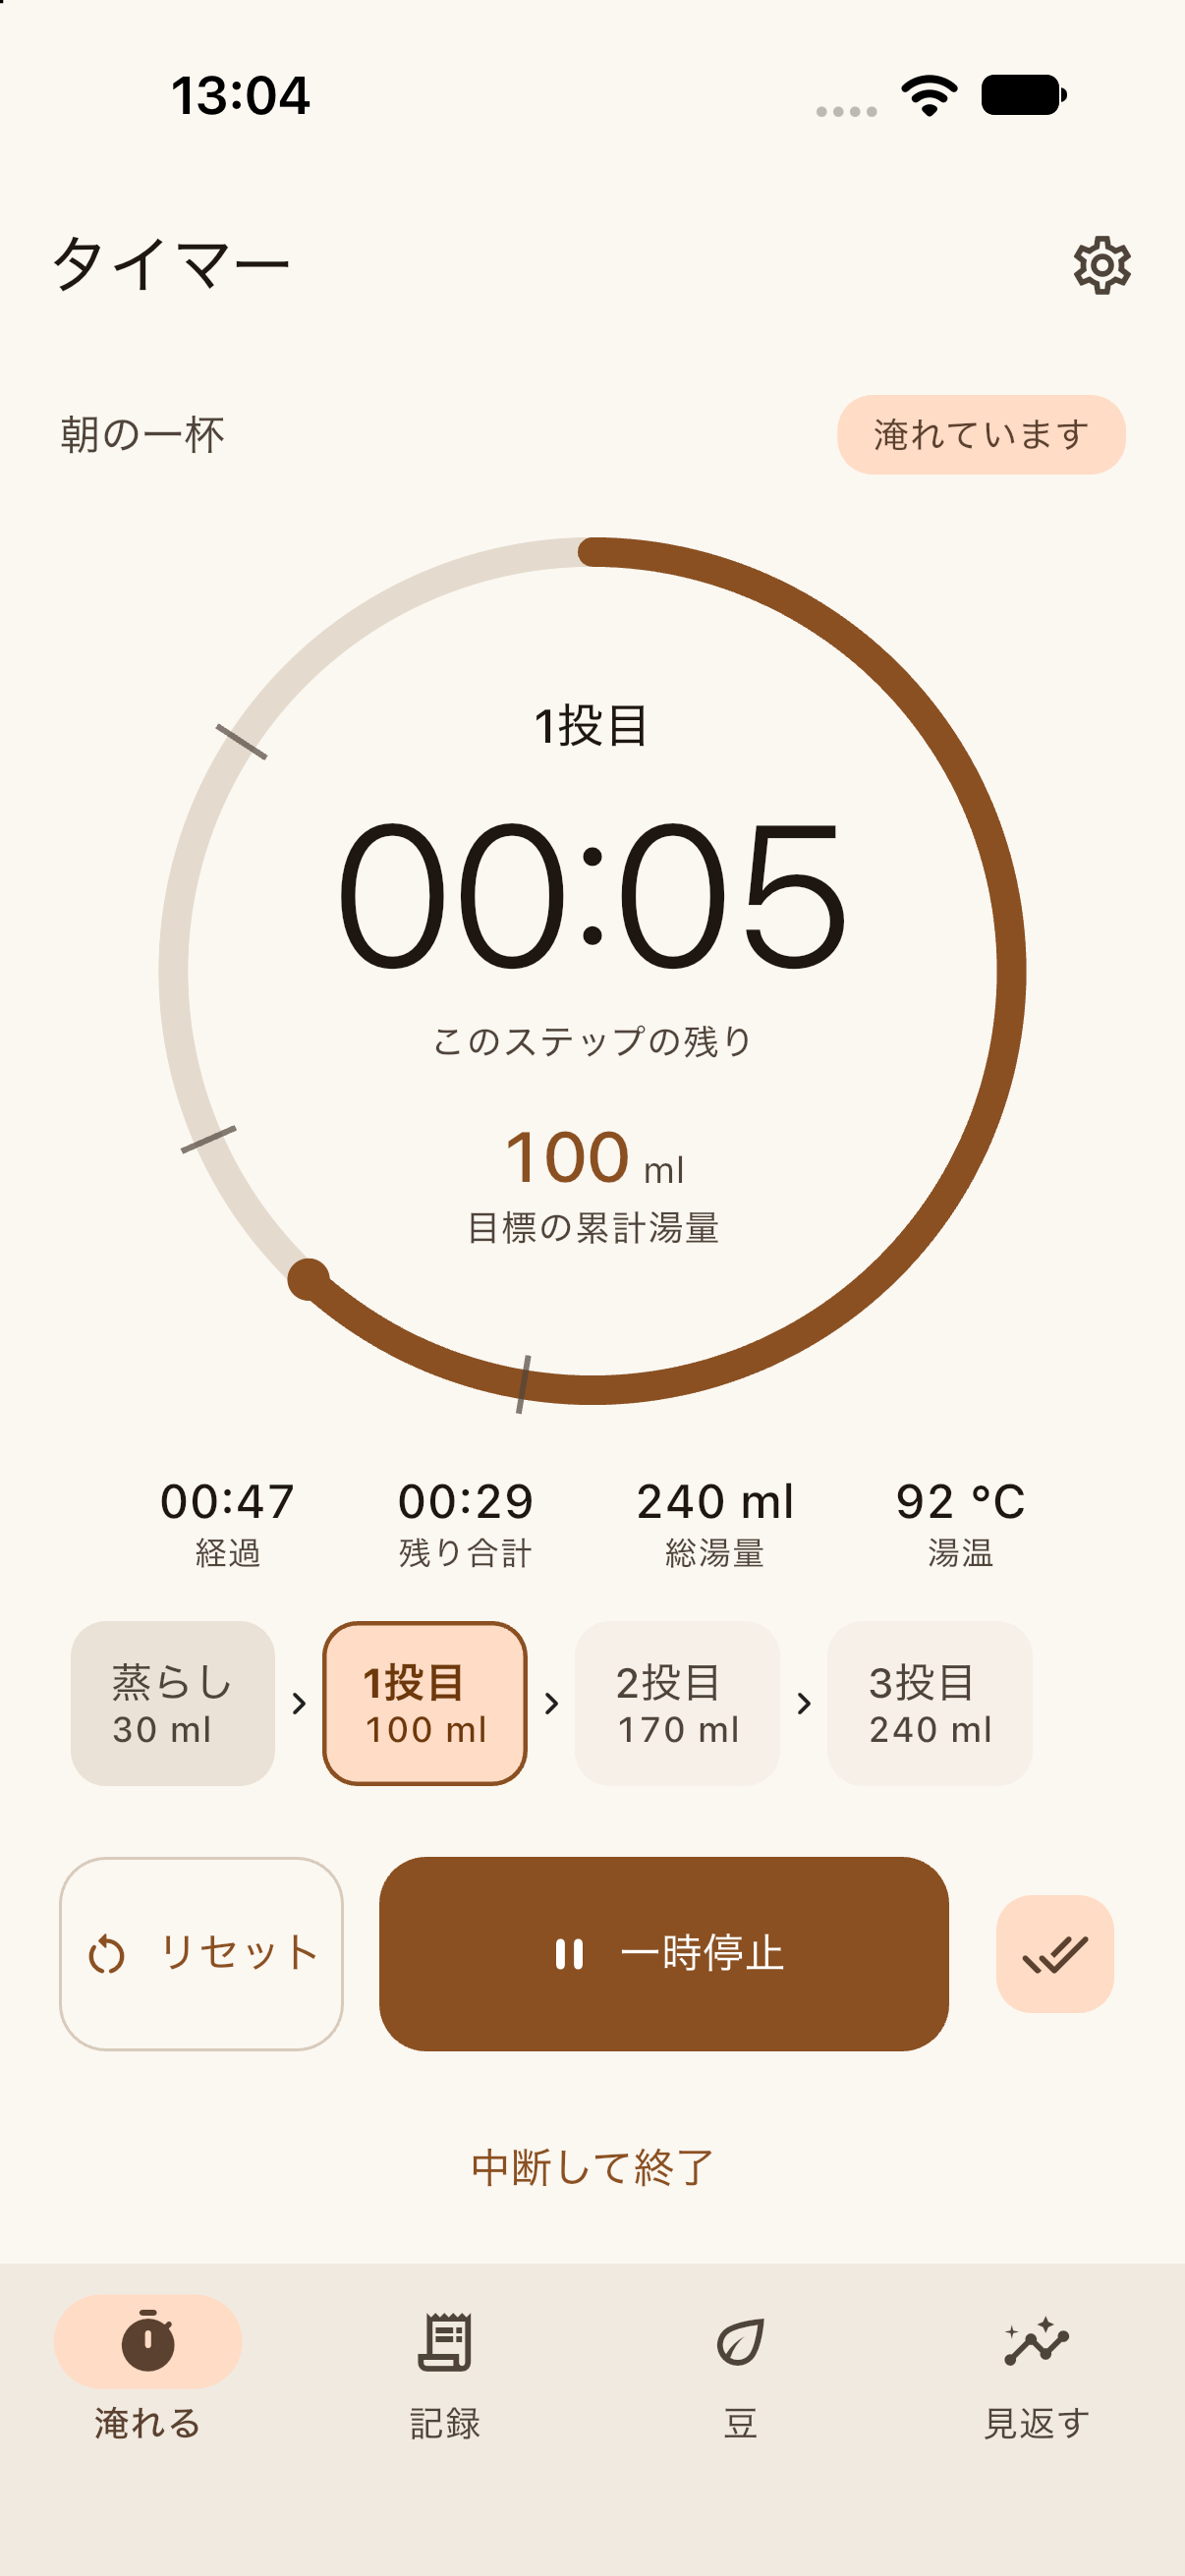 13:04
タイマー
朝の一杯
淹れています
1投目
00:05
このステップの残り
100 ml
目標の累計湯量
00:47 00:29 240 ml 92 °C
経過 残り合計 総湯量 湯温
蒸らし 1投目 2投目 3投目
30 ml 100 ml 170 ml 240 ml
リセット 一時停止
中断して終了
淹れる 記録 豆 見返す